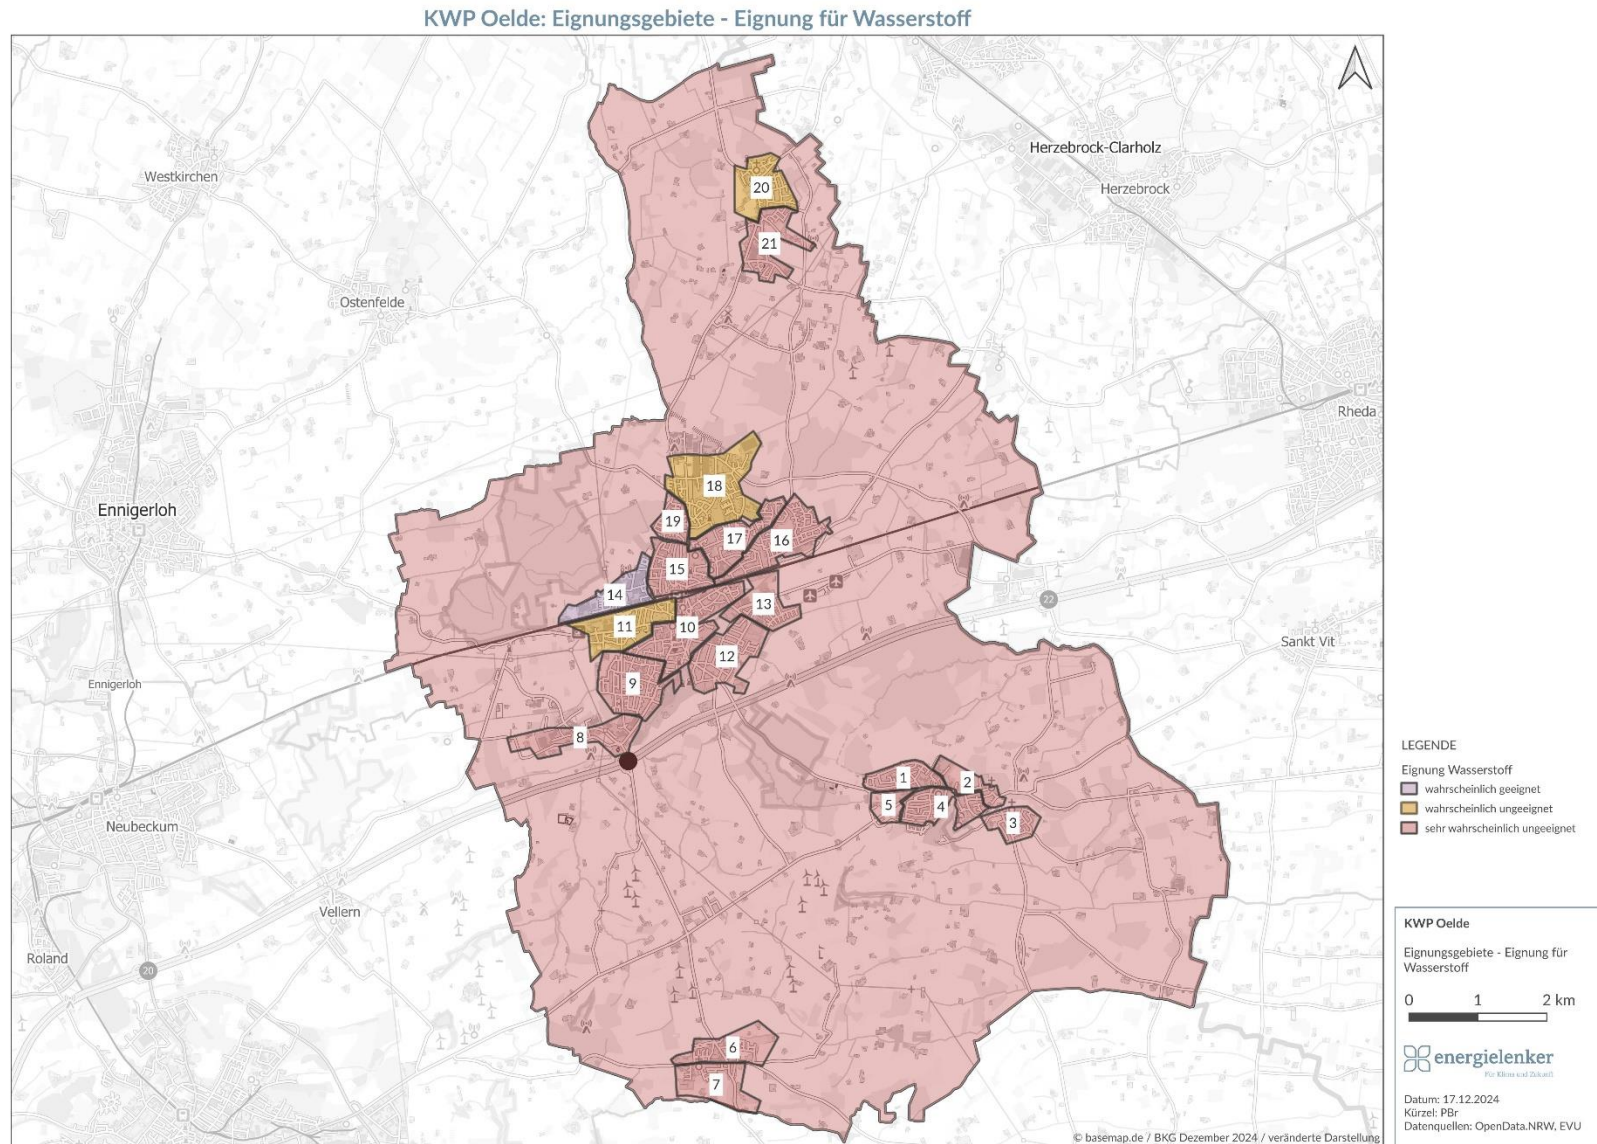 KWP Oelde: Eignungsgebiete - Eignung für Wasserstoff
Westkirchen
Herzebrock-Clarholz
Herzebrock
20
21
Ostenfelde
Rheda
Ennigerloh
18
19
17
16
15
14
13
22
11
10
12
Sankt Vit
Ennigerloh
9
8
1
2
5
4
3
Neubeckum
Vellern
Roland
20
6
7
LEGENDE
Eignung Wasserstoff
wahrscheinlich geeignet
wahrscheinlich ungeeignet
sehr wahrscheinlich ungeeignet
KWP Oelde
Eignungsgebiete - Eignung für
Wasserstoff
0 1 2 km
energielenker
Für Klima und Zukunft
Datum: 17.12.2024
Kürzel: PBr
Datenquellen: OpenData.NRW, EVU
© basemap.de / BKG Dezember 2024 / veränderte Darstellung